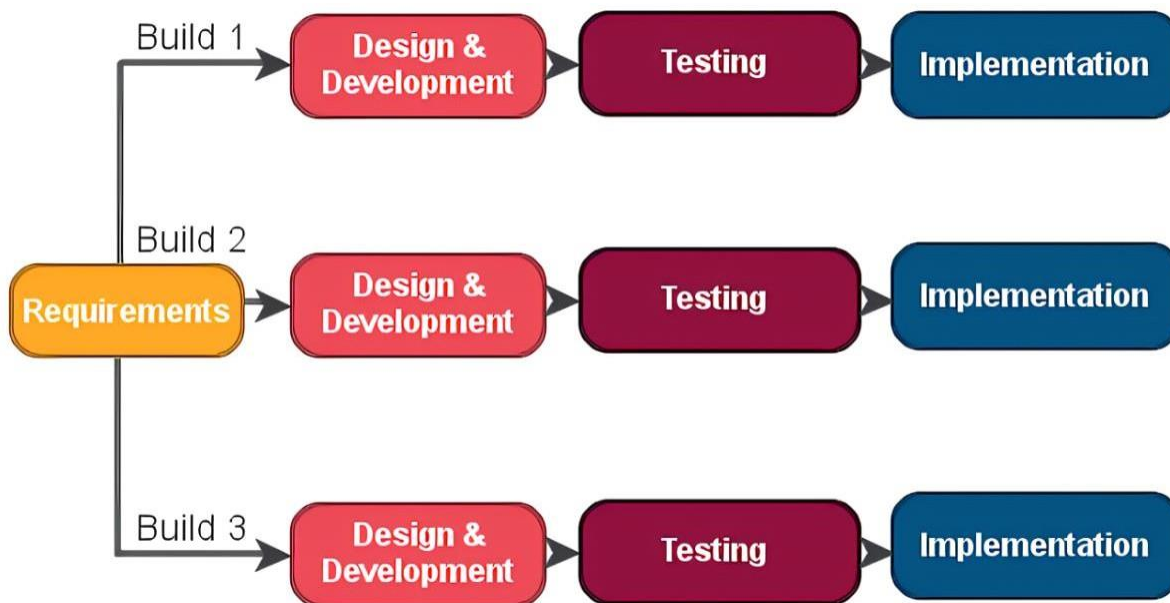 Build 1
Design &
Development
Testing
Implementation
Build 2
Requirements
Design &
Development
Testing
Implementation
Build 3
Design &
Development
Testing
Implementation